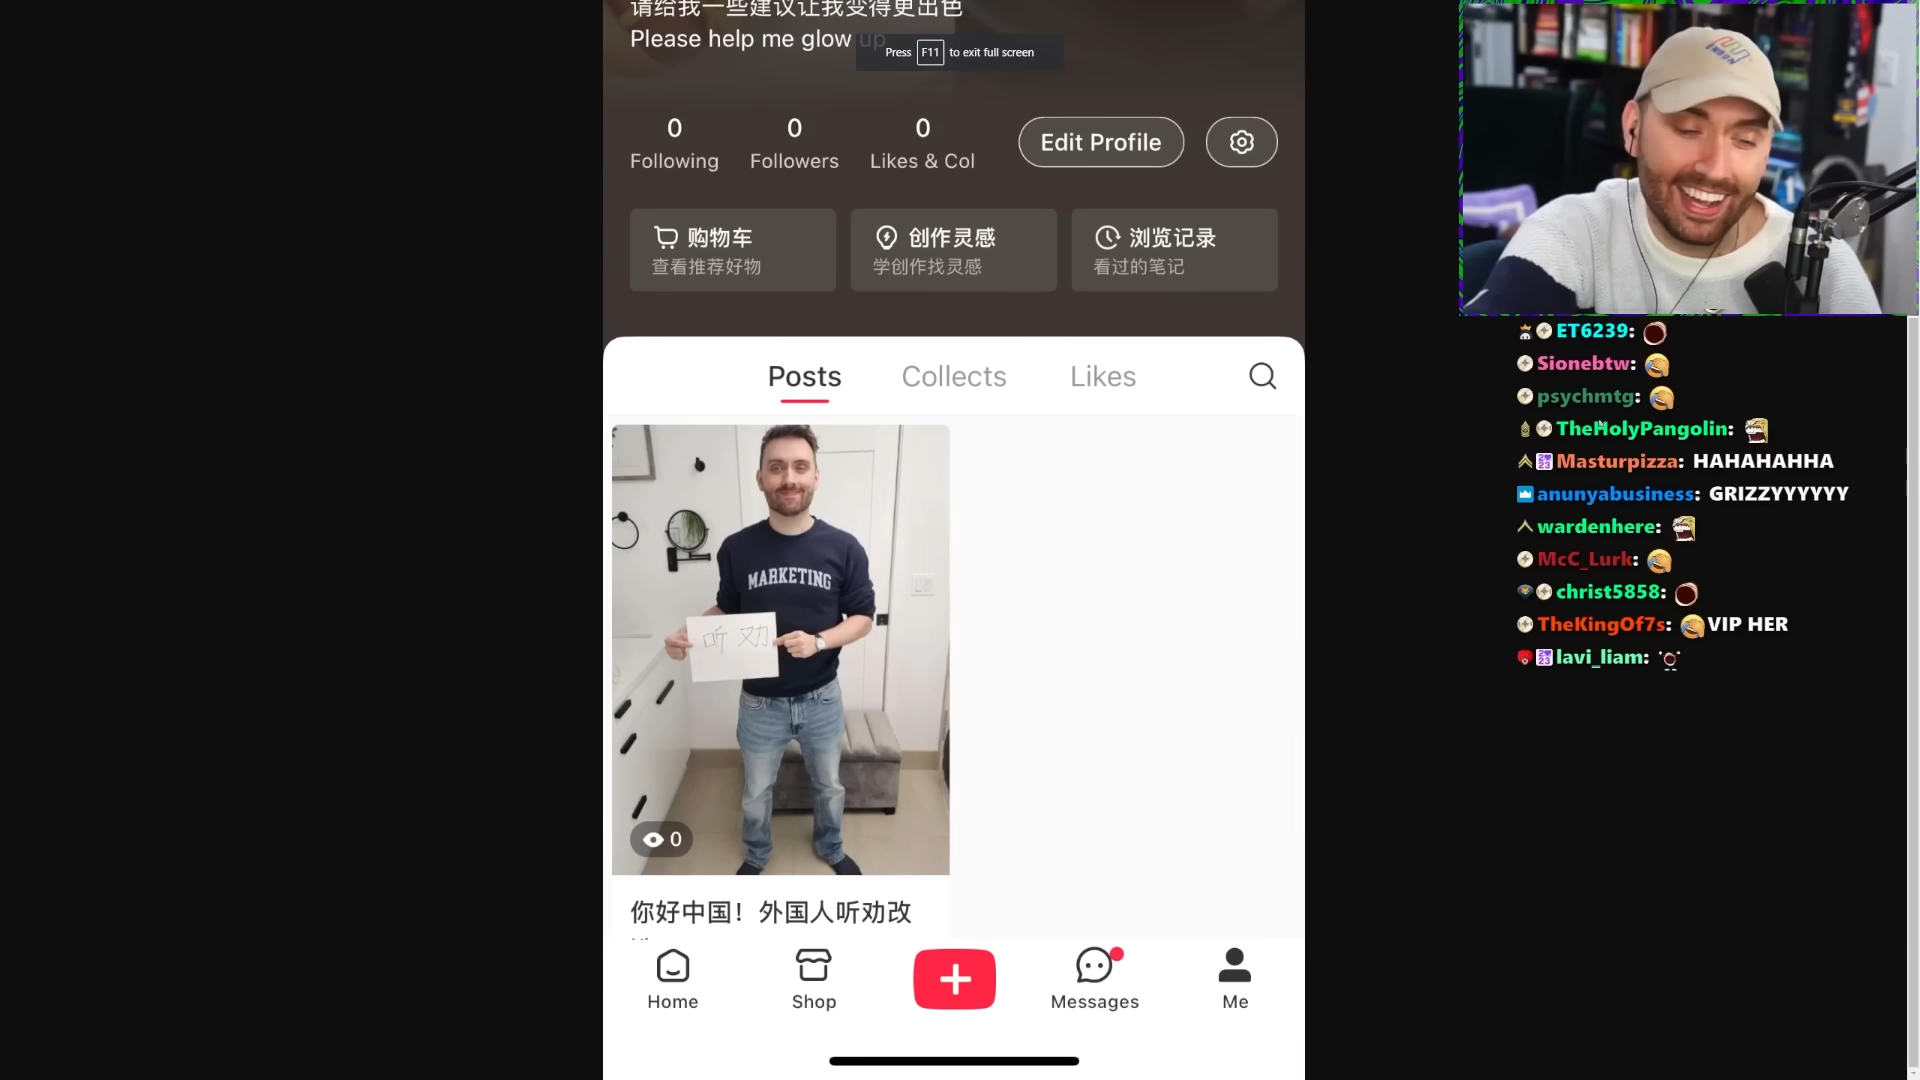 请给我一些建议让我变得更出色
Please help me glow up
Press F11 to exit full screen
0 Following
0 Followers
0 Likes & Col
Edit Profile
购物车
查看推荐好物
创作灵感
学创作找灵感
浏览记录
看过的笔记
Posts
Collects
Likes
MARKETING
听劝
0
你好中国！外国人听劝改
Home
Shop
Messages
Me
ET6239:
Sionebtw:
psychmtg:
TheHolyPangolin:
Masturpizza: HAHAHAHHA
anunyabusiness: GRIZZYYYYYY
wardenhere:
McC_Lurk:
christ5858:
TheKingOf7s: VIP HER
lavi_liam: